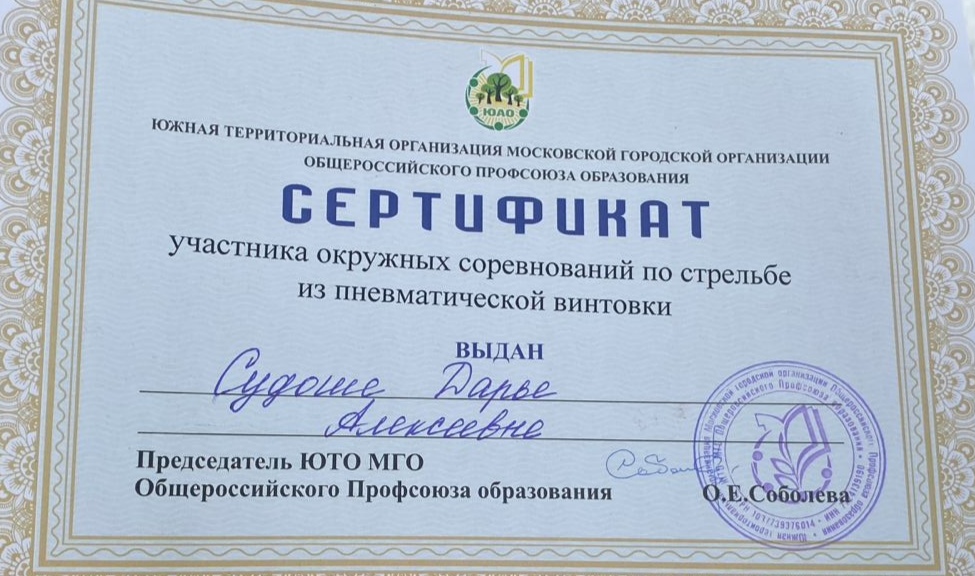 ЮАО
ЮЖНАЯ ТЕРРИТОРИАЛЬНАЯ ОРГАНИЗАЦИЯ МОСКОВСКОЙ ГОРОДСКОЙ ОРГАНИЗАЦИИ
ОБЩЕРОССИЙСКОГО ПРОФСОЮЗА ОБРАЗОВАНИЯ
СЕРТИФИКАТ
участника окружных соревнований по стрельбе
из пневматической винтовки
ВЫДАН
Судоше Дарье
Алексеевне
Председатель ЮТО МГО
Общероссийского Профсоюза образования
О.Е.Соболева